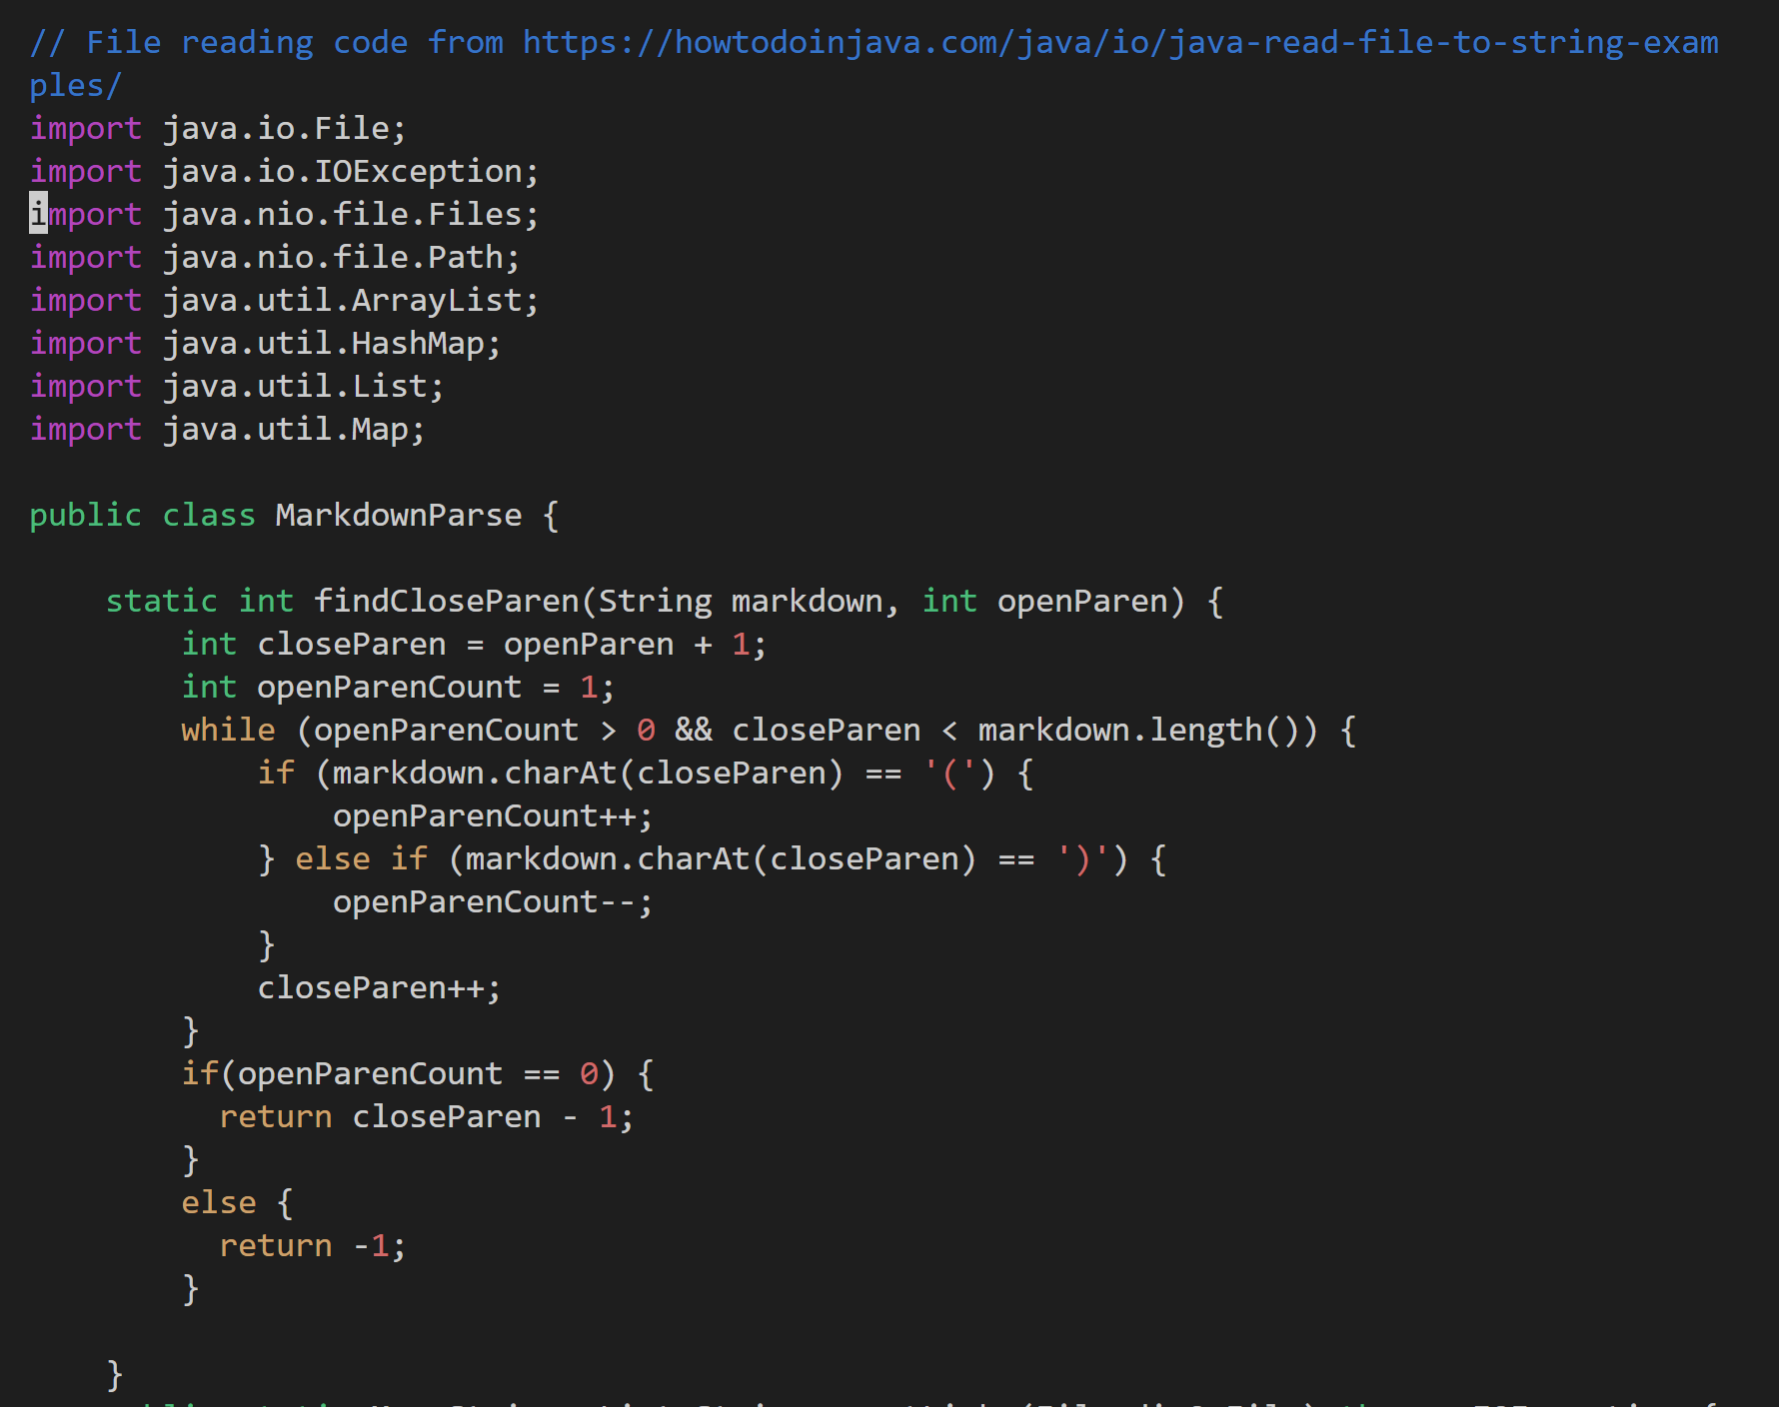 // File reading code from https://howtodoinjava.com/java/io/java-read-file-to-string-exam
ples/
import java.io.File;
import java.io.IOException;
import java.nio.file.Files;
import java.nio.file.Path;
import java.util.ArrayList;
import java.util.HashMap;
import java.util.List;
import java.util.Map;

public class MarkdownParse {

    static int findCloseParen(String markdown, int openParen) {
        int closeParen = openParen + 1;
        int openParenCount = 1;
        while (openParenCount > 0 && closeParen < markdown.length()) {
            if (markdown.charAt(closeParen) == '(') {
                openParenCount++;
            } else if (markdown.charAt(closeParen) == ')') {
                openParenCount--;
            }
            closeParen++;
        }
        if(openParenCount == 0) {
          return closeParen - 1;
        }
        else {
          return -1;
        }

    }